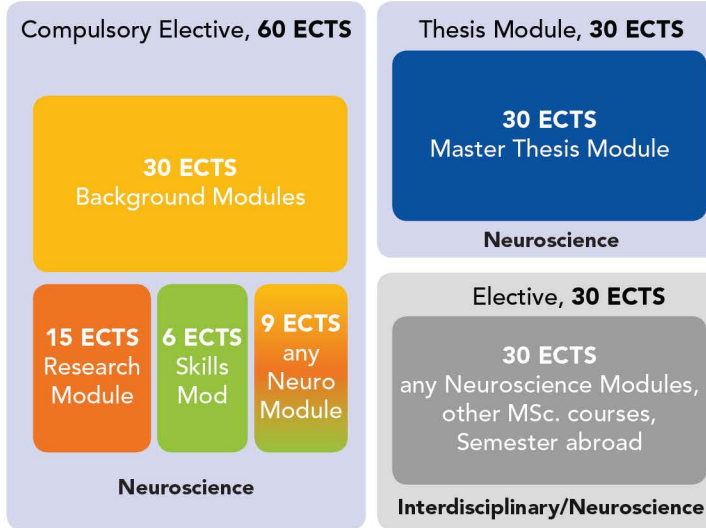 Compulsory Elective, 60 ECTS
30 ECTS
Background Modules
15 ECTS
Research
Module
6 ECTS
Skills
Mod
9 ECTS
any
Neuro
Module
Neuroscience
Thesis Module, 30 ECTS
30 ECTS
Master Thesis Module
Neuroscience
Elective, 30 ECTS
30 ECTS
any Neuroscience Modules,
other MSc. courses,
Semester abroad
Interdisciplinary/Neuroscience